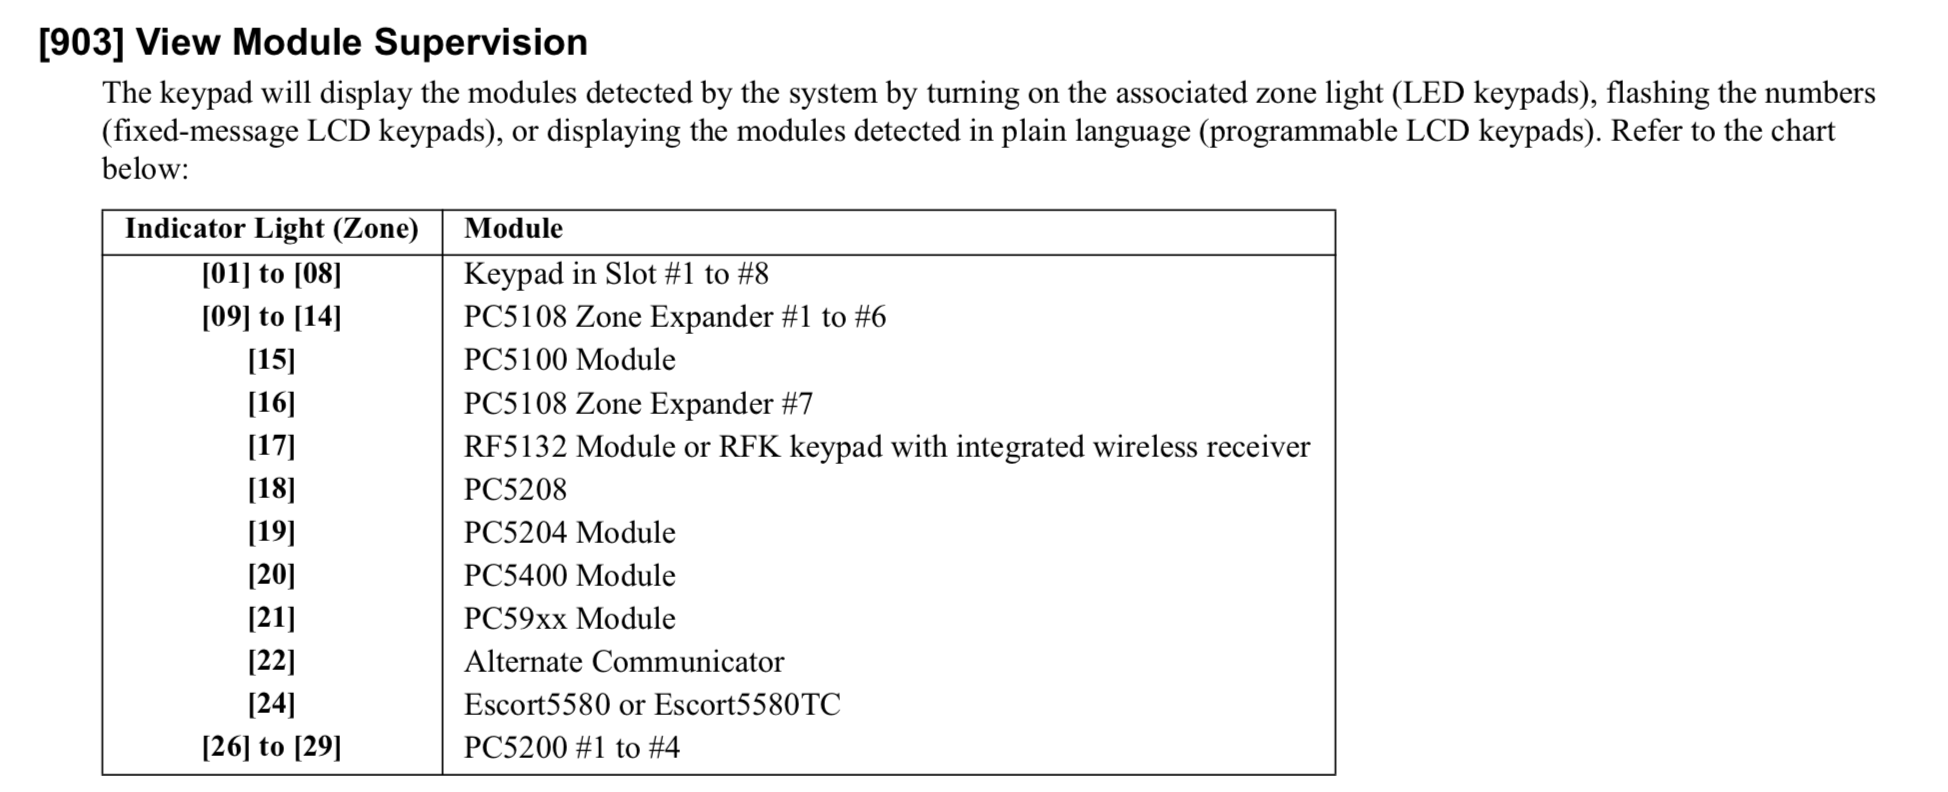 [903] View Module Supervision
The keypad will display the modules detected by the system by turning on the associated zone light (LED keypads), flashing the numbers
(fixed-message LCD keypads), or displaying the modules detected in plain language (programmable LCD keypads). Refer to the chart
below:
Indicator Light (Zone) Module
[01] to [08] Keypad in Slot #1 to #8
[09] to [14] PC5108 Zone Expander #1 to #6
[15] PC5100 Module
[16] PC5108 Zone Expander #7
[17] RF5132 Module or RFK keypad with integrated wireless receiver
[18] PC5208
[19] PC5204 Module
[20] PC5400 Module
[21] PC59xx Module
[22] Alternate Communicator
[24] Escort5580 or Escort5580TC
[26] to [29] PC5200 #1 to #4